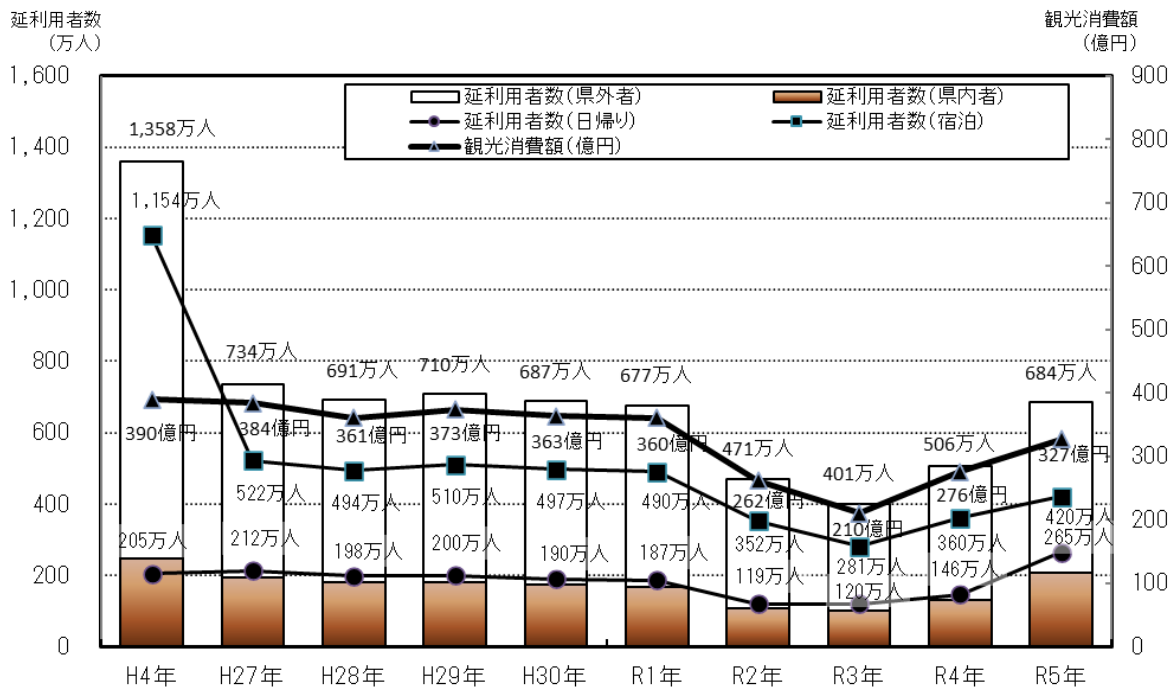 延利用者数
(万人)
観光消費額
(億円)
延利用者数(県外者)
延利用者数(県内者)
延利用者数(日帰り)
延利用者数(宿泊)
観光消費額(億円)
1,600
1,400
1,200
1,000
800
600
400
200
0
900
800
700
600
500
400
300
200
100
0
1,358万人
1,154万人
390億円
205万人
734万人
384億円
522万人
212万人
691万人
361億円
494万人
198万人
710万人
373億円
510万人
200万人
687万人
363億円
497万人
190万人
677万人
360億円
490万人
187万人
471万人
262億円
352万人
119万人
401万人
210億円
281万人
120万人
506万人
276億円
360万人
146万人
684万人
327億円
420万人
265万人
H4年
H27年
H28年
H29年
H30年
R1年
R2年
R3年
R4年
R5年